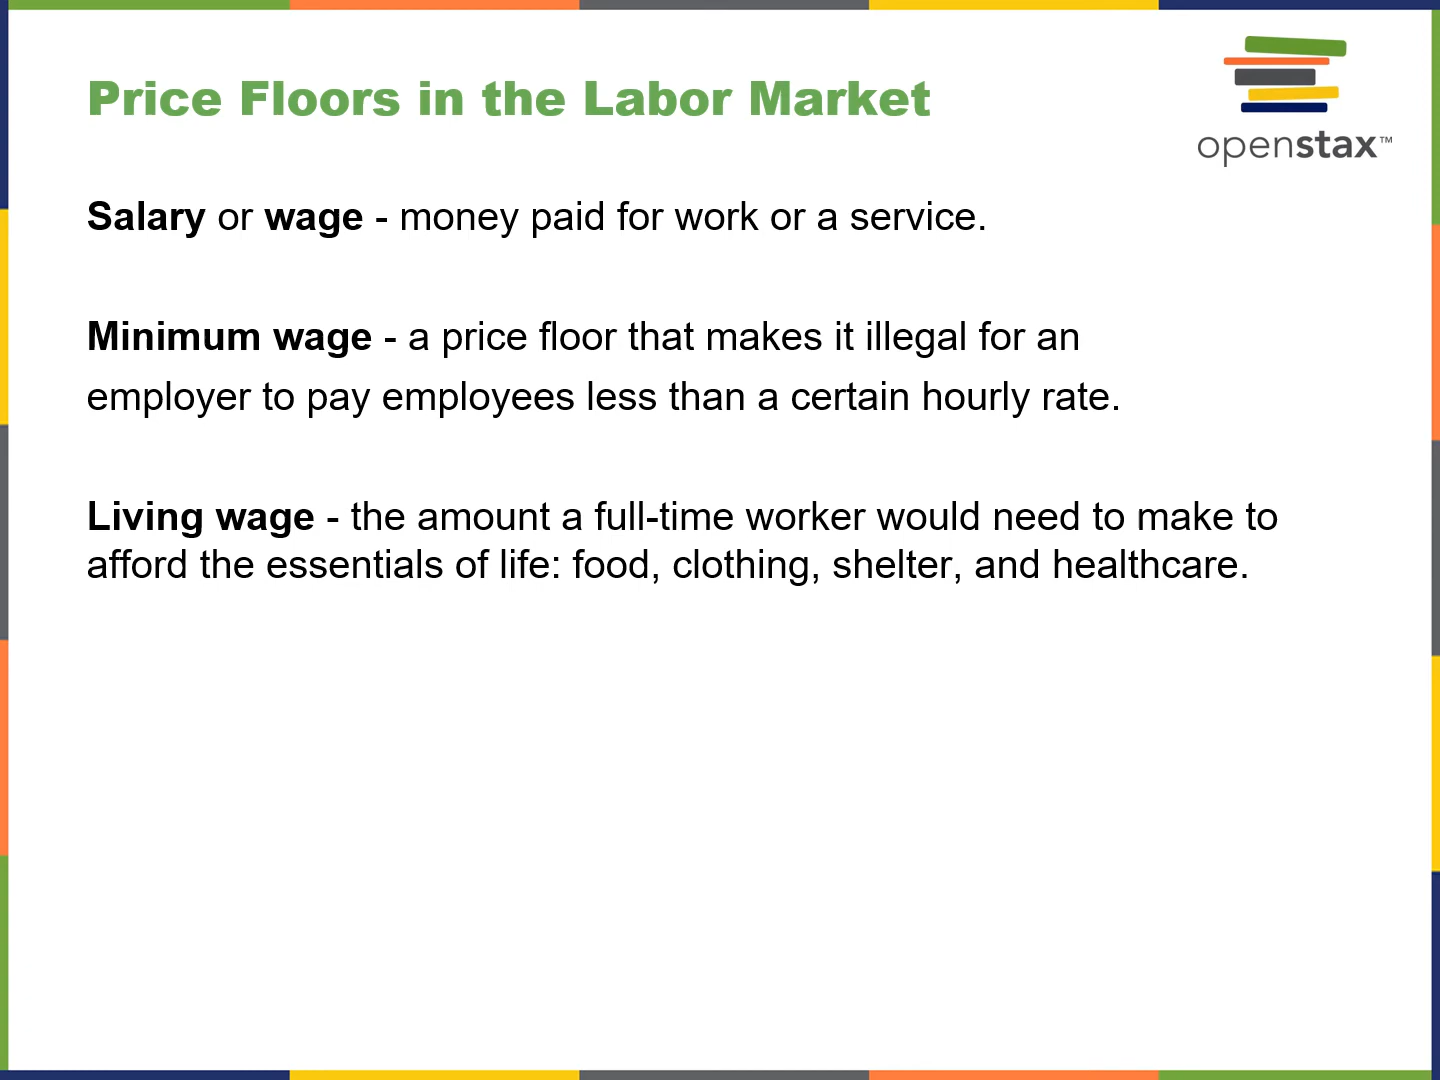 Price Floors in the Labor Market
openstax™
Salary or wage - money paid for work or a service.
Minimum wage - a price floor that makes it illegal for an
employer to pay employees less than a certain hourly rate.
Living wage - the amount a full-time worker would need to make to
afford the essentials of life: food, clothing, shelter, and healthcare.